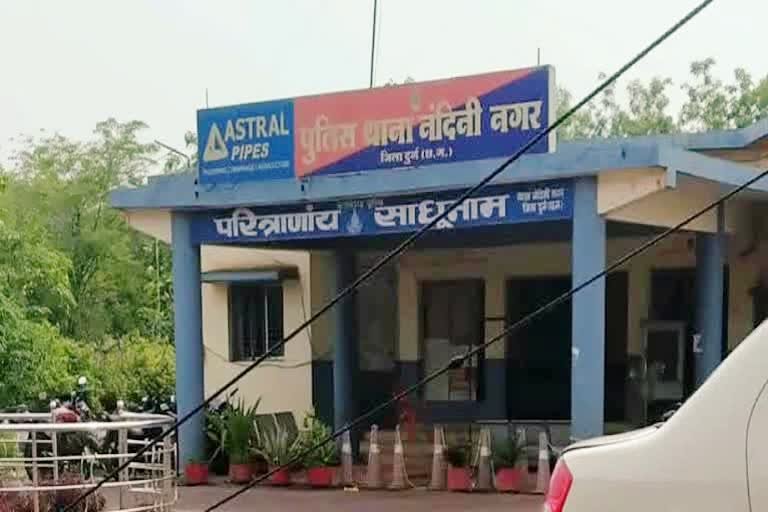 ASTRAL
PIPES
पुलिस थाना नंदिनी नगर
जिला दुर्ग (छ.ग.)
परित्राणाय साधूनाम